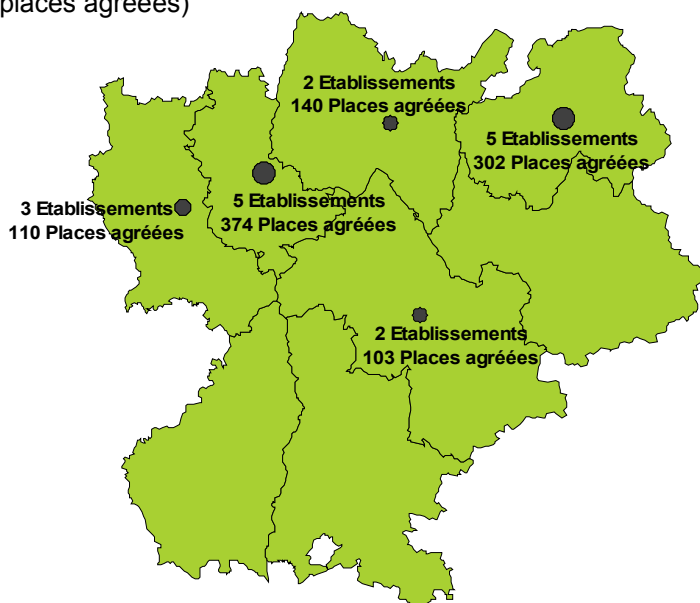 places agréées)
2 Etablissements
140 Places agréées
5 Etablissements
302 Places agréées
5 Etablissements
374 Places agréées
3 Etablissements
110 Places agréées
2 Etablissements
103 Places agréées